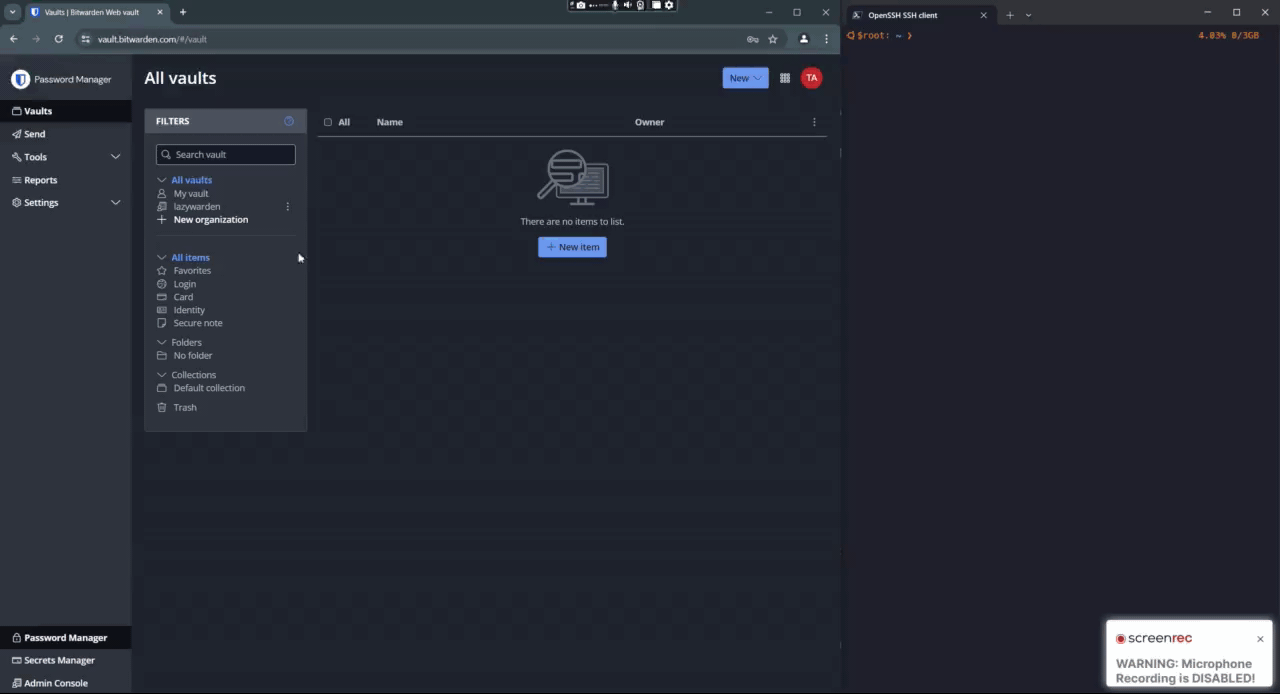 Vaults | Bitwarden Web vault
vault.bitwarden.com/#/vault
Password Manager
Vaults
Send
Tools
Reports
Settings
Password Manager
Secrets Manager
Admin Console
All vaults
New
TA
FILTERS
Search vault
All vaults
My vault
lazywarden
New organization
All items
Favorites
Login
Card
Identity
Secure note
Folders
No folder
Collections
Default collection
Trash
All Name Owner
There are no items to list.
New item
OpenSSH SSH client
$root: ~ ❯ 4.03% 0/3GB
screenrec
WARNING: Microphone
Recording is DISABLED!